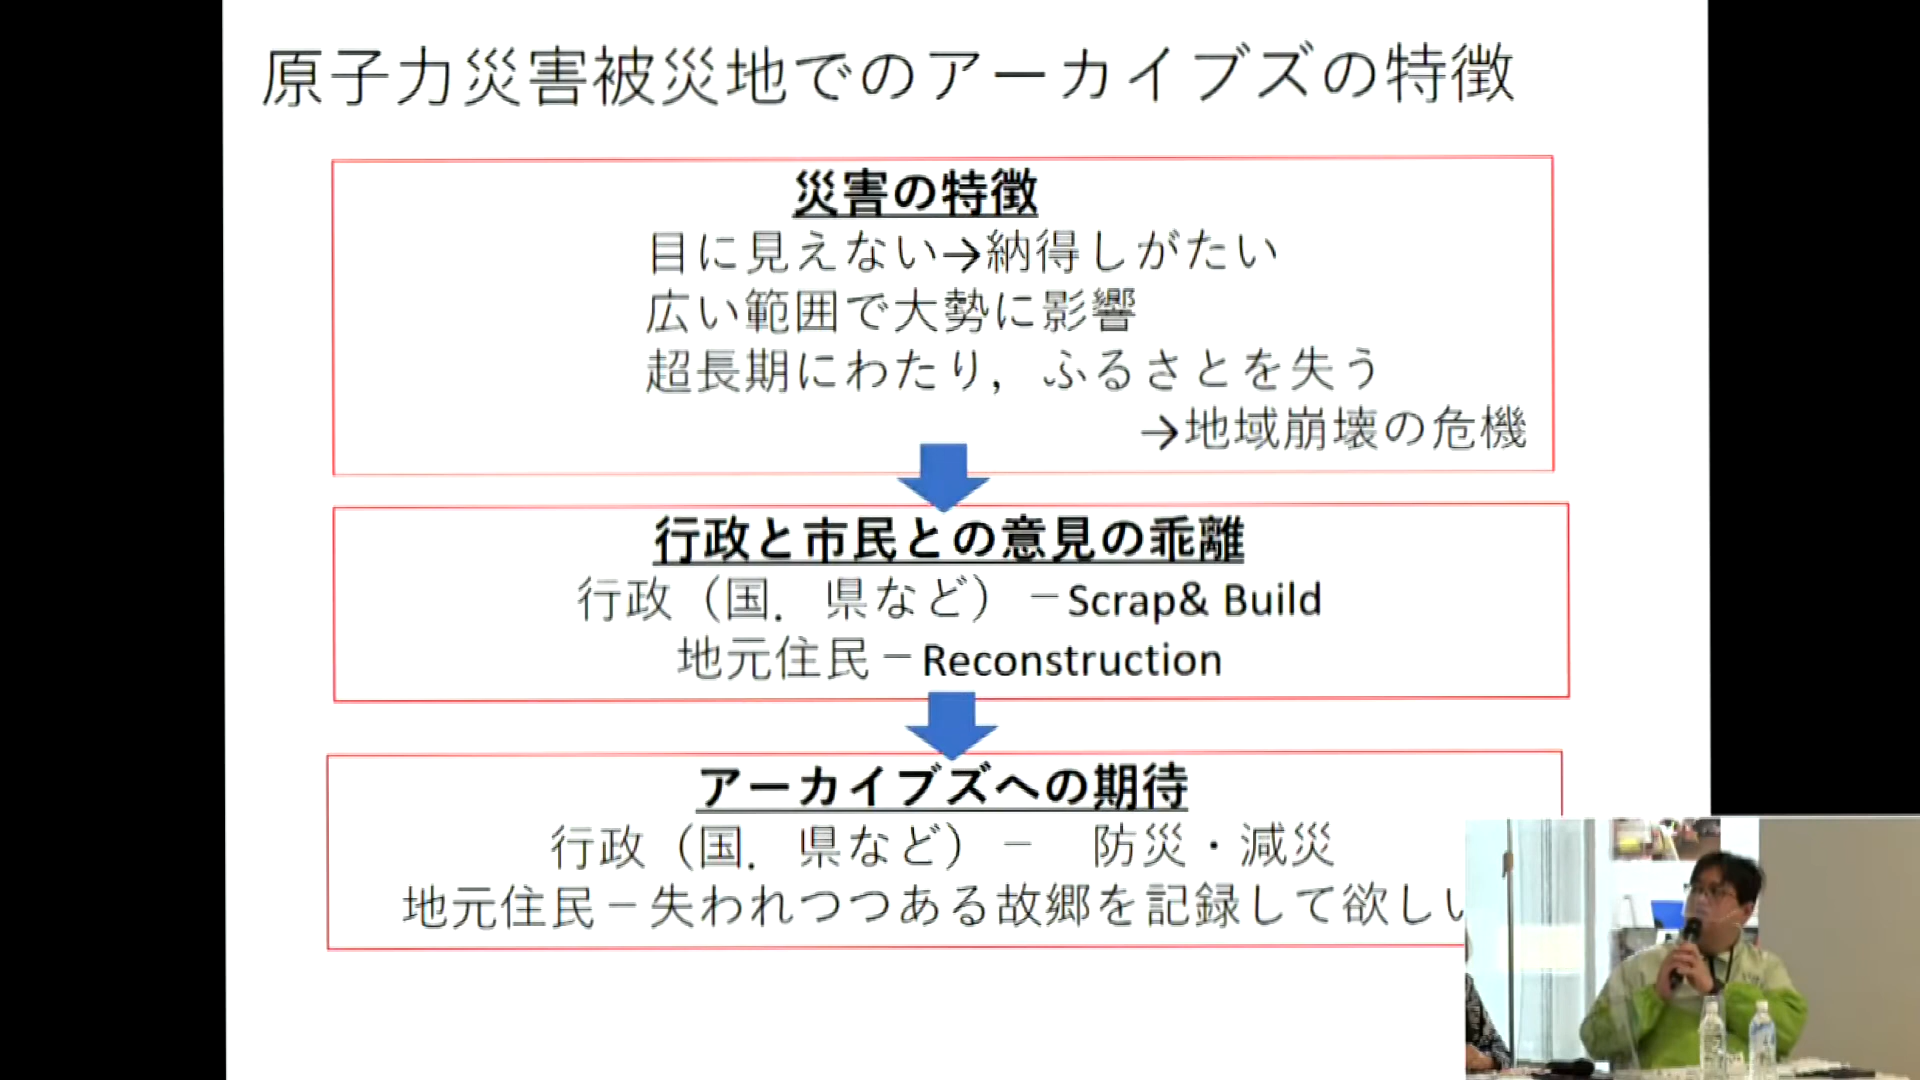 原子力災害被災地でのアーカイブズの特徴
災害の特徴
目に見えない→納得しがたい
広い範囲で大勢に影響
超長期にわたり，ふるさとを失う
→地域崩壊の危機
行政と市民との意見の乖離
行政（国．県など）－Scrap& Build
地元住民－Reconstruction
アーカイブズへの期待
行政（国．県など）－　防災・減災
地元住民－失われつつある故郷を記録して欲しい